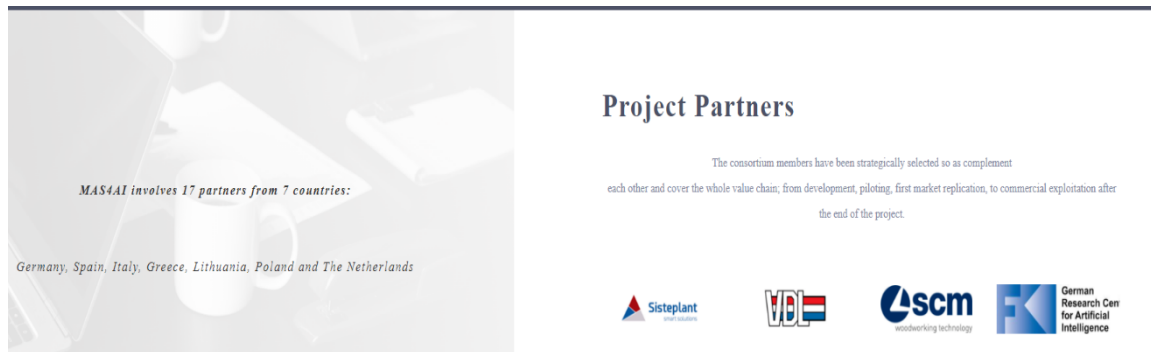 MAS4AI involves 17 partners from 7 countries:
Germany, Spain, Italy, Greece, Lithuania, Poland and The Netherlands
Project Partners
The consortium members have been strategically selected so as complement
each other and cover the whole value chain; from development, piloting, first market replication, to commercial exploitation after
the end of the project.
Sisteplant
smart solutions
VDL
scm
woodworking technology
German
Research Cen
for Artificial
Intelligence